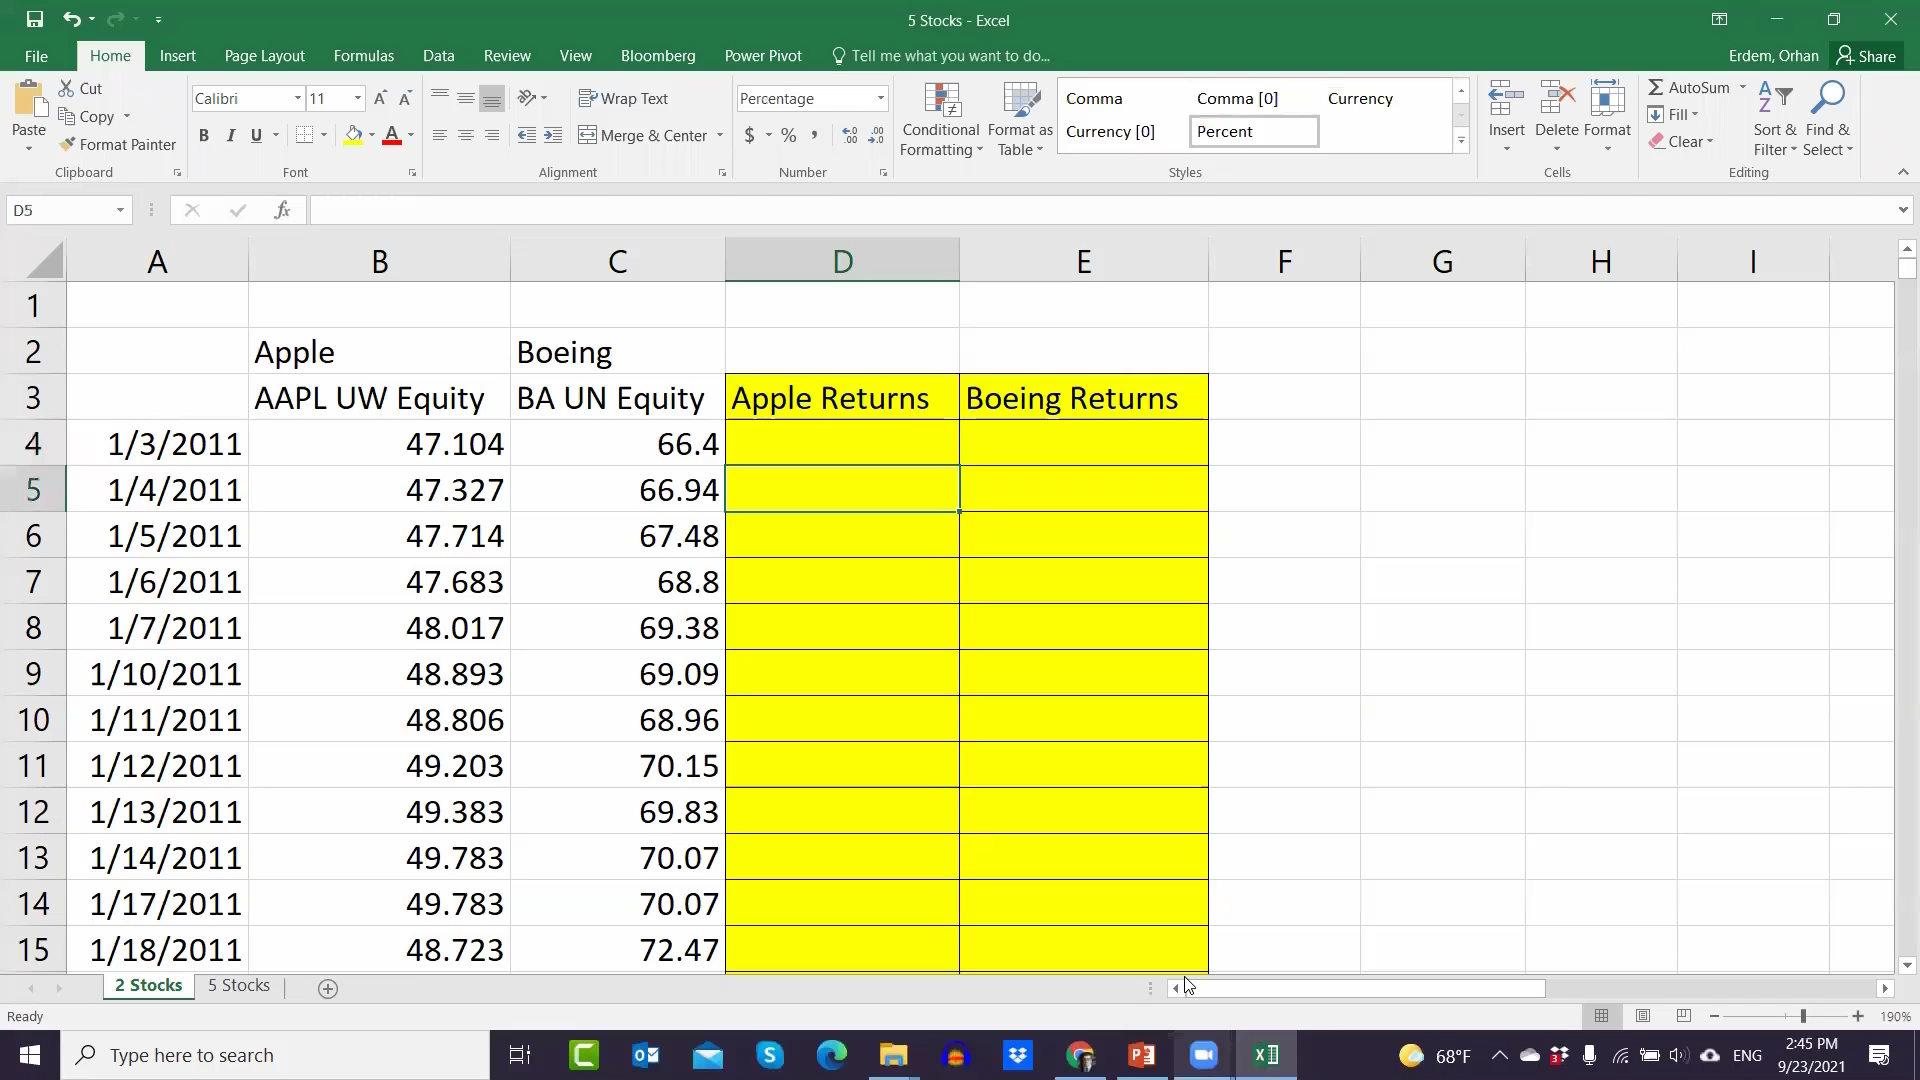 5 Stocks - Excel
File Home Insert Page Layout Formulas Data Review View Bloomberg Power Pivot Tell me what you want to do... Erdem, Orhan Share
Paste Cut Copy Format Painter Clipboard
Calibri 11 B I U A A A Font
Wrap Text Merge & Center Alignment
Percentage $ % , .0 .00 Number
Conditional Formatting Format as Table
Comma Comma [0] Currency
Currency [0] Percent
Styles
Insert Delete Format Cells
AutoSum Fill Clear Sort & Filter Find & Select Editing
D5 fx
A B C D E F G H I
1
2 Apple Boeing
3 AAPL UW Equity BA UN Equity Apple Returns Boeing Returns
4 1/3/2011 47.104 66.4
5 1/4/2011 47.327 66.94
6 1/5/2011 47.714 67.48
7 1/6/2011 47.683 68.8
8 1/7/2011 48.017 69.38
9 1/10/2011 48.893 69.09
10 1/11/2011 48.806 68.96
11 1/12/2011 49.203 70.15
12 1/13/2011 49.383 69.83
13 1/14/2011 49.783 70.07
14 1/17/2011 49.783 70.07
15 1/18/2011 48.723 72.47
2 Stocks 5 Stocks
Ready 190%
Type here to search 68°F ENG 2:45 PM
9/23/2021